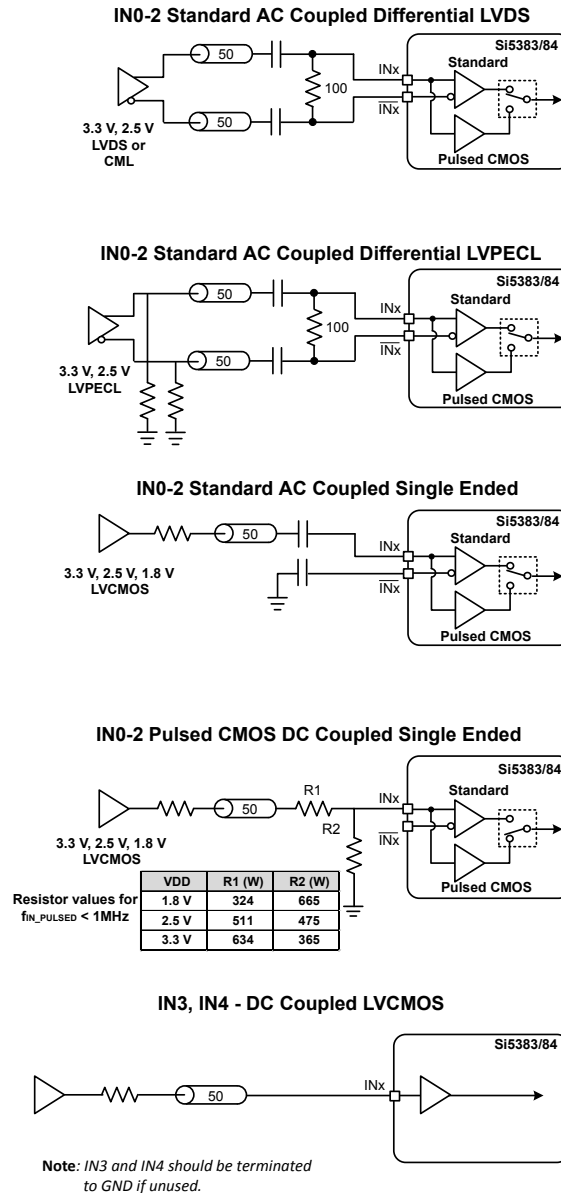 IN0-2 Standard AC Coupled Differential LVDS
Si5383/84
50
INx
Standard
100
50
INx
3.3 V, 2.5 V
LVDS or
CML
Pulsed CMOS
IN0-2 Standard AC Coupled Differential LVPECL
Si5383/84
50
INx
Standard
100
50
INx
3.3 V, 2.5 V
LVPECL
Pulsed CMOS
IN0-2 Standard AC Coupled Single Ended
Si5383/84
50
INx
Standard
3.3 V, 2.5 V, 1.8 V
LVCMOS
INx
Pulsed CMOS
IN0-2 Pulsed CMOS DC Coupled Single Ended
Si5383/84
R1
INx
Standard
50
R2
INx
3.3 V, 2.5 V, 1.8 V
LVCMOS
Pulsed CMOS
Resistor values for
fIN_PULSED < 1MHz
VDD R1 (W) R2 (W)
1.8 V 324 665
2.5 V 511 475
3.3 V 634 365
IN3, IN4 - DC Coupled LVCMOS
Si5383/84
INx
50
Note: IN3 and IN4 should be terminated
to GND if unused.